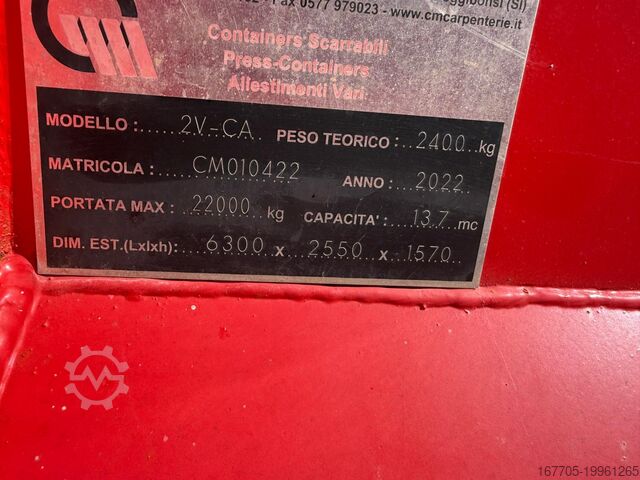 Fax 0577 979023 - www.cmcarpenterie.it
Containers Scarrabili
Press-Containers
Allestimenti Vari
MODELLO :......2V-CA. PESO TEORICO :..2400.kg
MATRICOLA :......CM010422 ANNO :...2022...
PORTATA MAX :..22000.kg CAPACITA' :...13.7.mc
DIM. EST.(Lxlxh):...6300.x..2550..x..1570..
167705-19961265